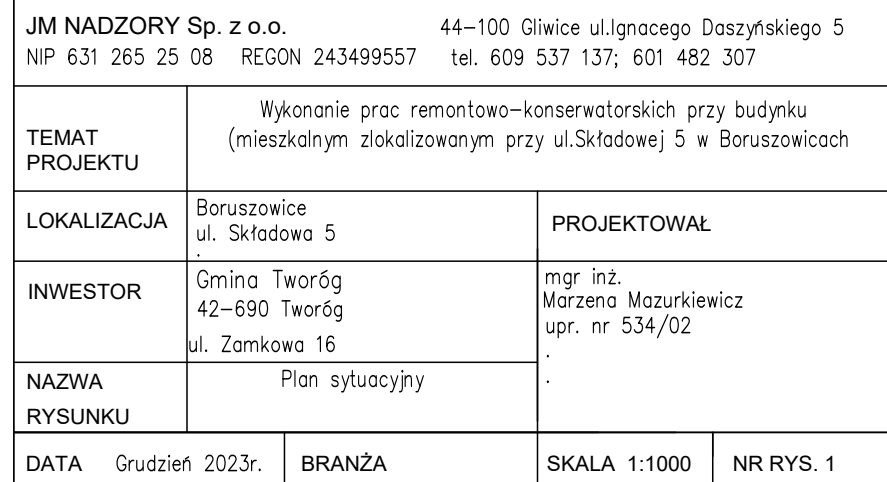 JM NADZORY Sp. z o.o. 44-100 Gliwice ul.Ignacego Daszyńskiego 5
NIP 631 265 25 08 REGON 243499557 tel. 609 537 137; 601 482 307
TEMAT PROJEKTU
Wykonanie prac remontowo-konserwatorskich przy budynku
(mieszkalnym zlokalizowanym przy ul.Składowej 5 w Boruszowicach
LOKALIZACJA
Boruszowice
ul. Składowa 5
.
PROJEKTOWAŁ
INWESTOR
Gmina Tworóg
42-690 Tworóg
ul. Zamkowa 16
mgr inż.
Marzena Mazurkiewicz
upr. nr 534/02
.
.
NAZWA
RYSUNKU
Plan sytuacyjny
DATA Grudzień 2023r. BRANŻA SKALA 1:1000 NR RYS. 1